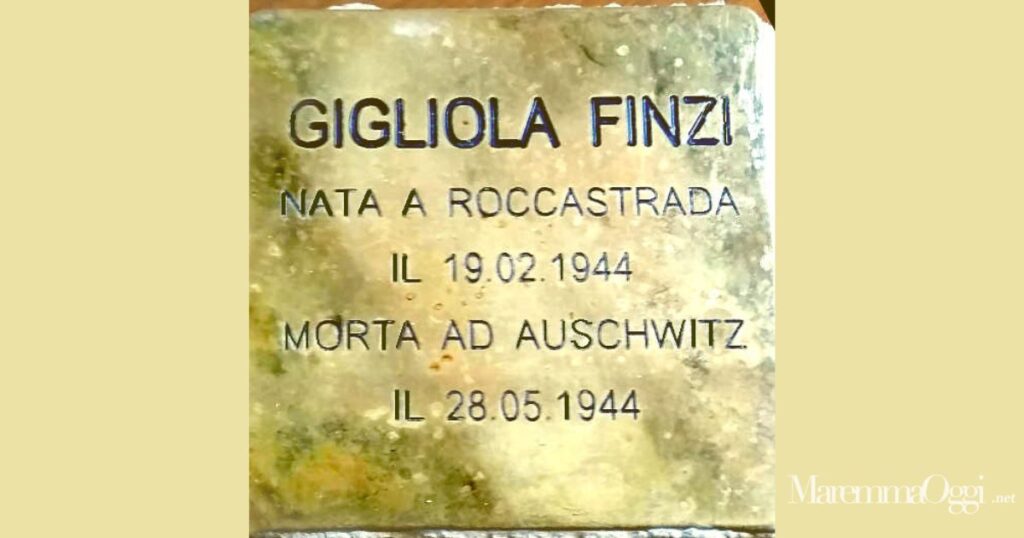 GIGLIOLA FINZI
NATA A ROCCASTRADA
IL 19.02.1944
MORTA AD AUSCHWITZ
IL 28.05.1944
MaremmaOggi.net